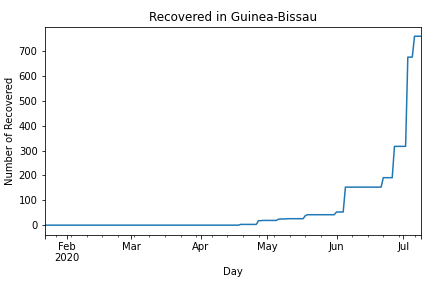 Recovered in Guinea-Bissau
Number of Recovered
700
600
500
400
300
200
100
0
Feb
2020
Mar
Apr
May
Jun
Jul
Day